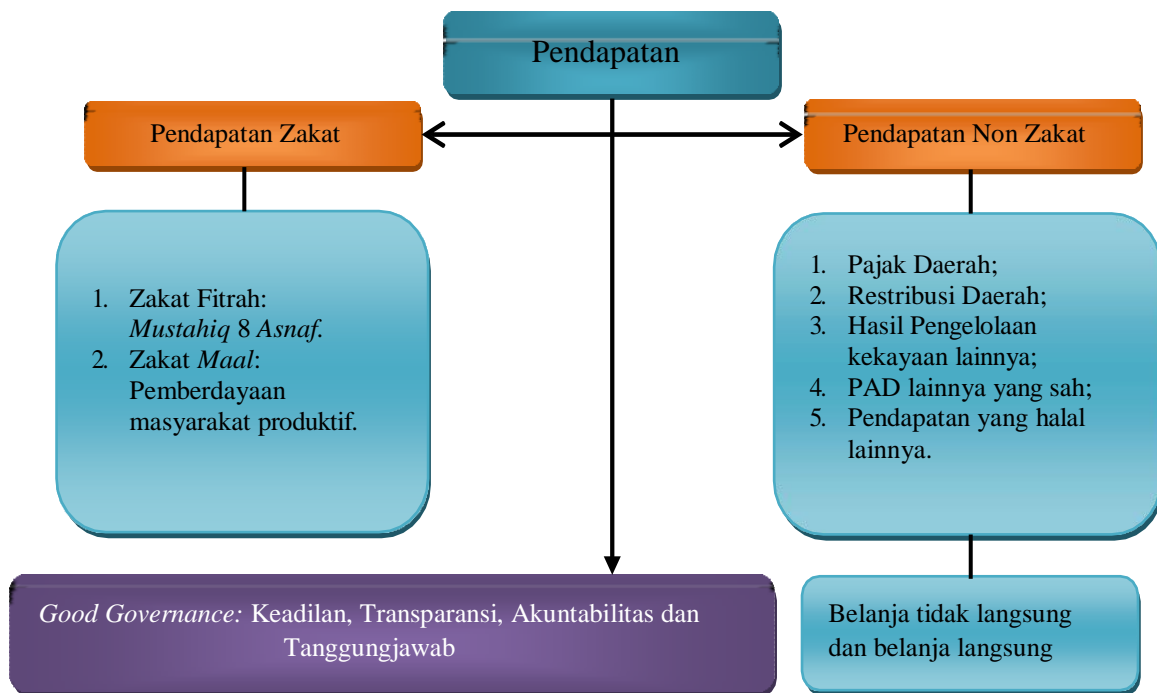 Pendapatan
Pendapatan Zakat
Pendapatan Non Zakat
1. Zakat Fitrah:
Mustahiq 8 Asnaf.
2. Zakat Maal:
Pemberdayaan
masyarakat produktif.
1. Pajak Daerah;
2. Restribusi Daerah;
3. Hasil Pengelolaan
kekayaan lainnya;
4. PAD lainnya yang sah;
5. Pendapatan yang halal
lainnya.
Good Governance: Keadilan, Transparansi, Akuntabilitas dan
Tanggungjawab
Belanja tidak langsung
dan belanja langsung